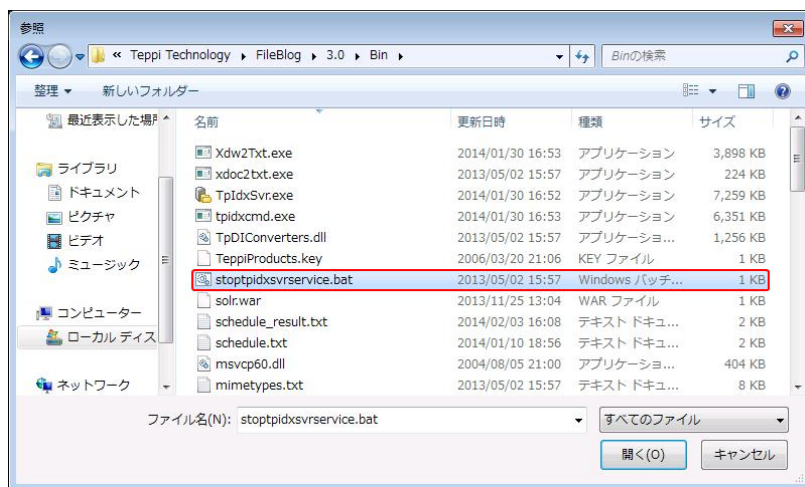 参照
« Teppi Technology ▸ FileBlog ▸ 3.0 ▸ Bin ▸ Binの検索
整理 ▼ 新しいフォルダー
最近表示した場所
ライブラリ
ドキュメント
ピクチャ
ビデオ
ミュージック
コンピューター
ローカル ディス
ネットワーク
名前 更新日時 種類 サイズ
Xdw2Txt.exe 2014/01/30 16:53 アプリケーション 3,898 KB
xdoc2txt.exe 2013/05/02 15:57 アプリケーション 224 KB
TpIdxSvr.exe 2014/01/30 16:52 アプリケーション 7,259 KB
tpidxcmd.exe 2014/01/30 16:53 アプリケーション 6,351 KB
TpDIConverters.dll 2013/05/02 15:57 アプリケーショ... 1,256 KB
TeppiProducts.key 2006/03/20 21:06 KEY ファイル 1 KB
stoptpidxsvrservice.bat 2013/05/02 15:57 Windows バッチ... 1 KB
solr.war 2013/11/25 13:04 WAR ファイル 1 KB
schedule_result.txt 2014/02/03 16:08 テキスト ドキュ... 2 KB
schedule.txt 2014/01/10 18:56 テキスト ドキュ... 2 KB
msvcp60.dll 2004/08/05 21:00 アプリケーショ... 404 KB
mimetypes.txt 2013/05/02 15:57 テキスト ドキュ... 8 KB
ファイル名(N): stoptpidxsvrservice.bat すべてのファイル
開く(O) キャンセル